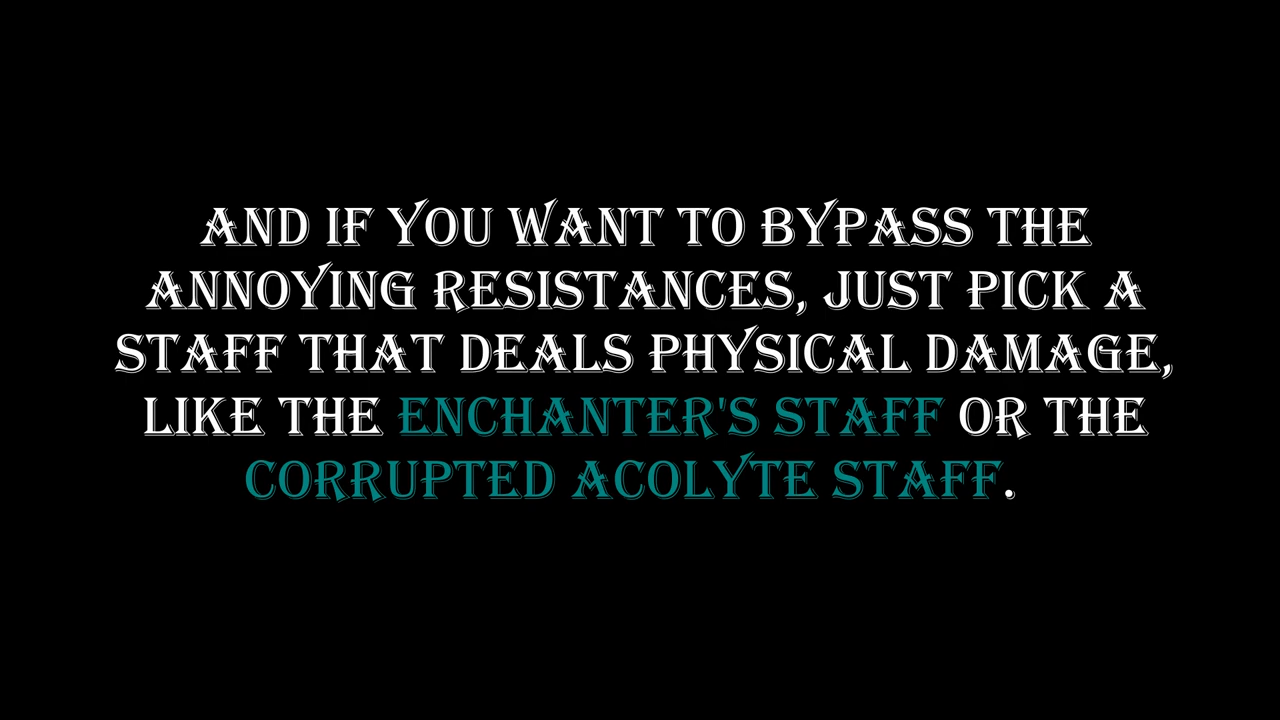 AND IF YOU WANT TO BYPASS THE
ANNOYING RESISTANCES, JUST PICK A
STAFF THAT DEALS PHYSICAL DAMAGE,
LIKE THE ENCHANTER'S STAFF OR THE
CORRUPTED ACOLYTE STAFF.